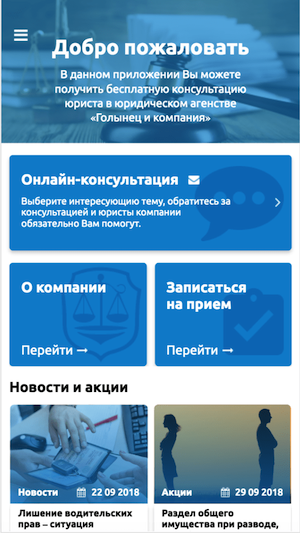 Добро пожаловать
В данном приложении Вы можете
получить бесплатную консультацию
юриста в юридическом агенстве
«Голынец и компания»
Онлайн-консультация
Выберите интересующую тему, обратитесь за
консультацией и юристы компании
обязательно Вам помогут.
О компании
Перейти →
Записаться
на прием
Перейти →
Новости и акции
Новости 22 09 2018
Лишение водительских
прав – ситуация
Акции 29 09 2018
Раздел общего
имущества при разводе,